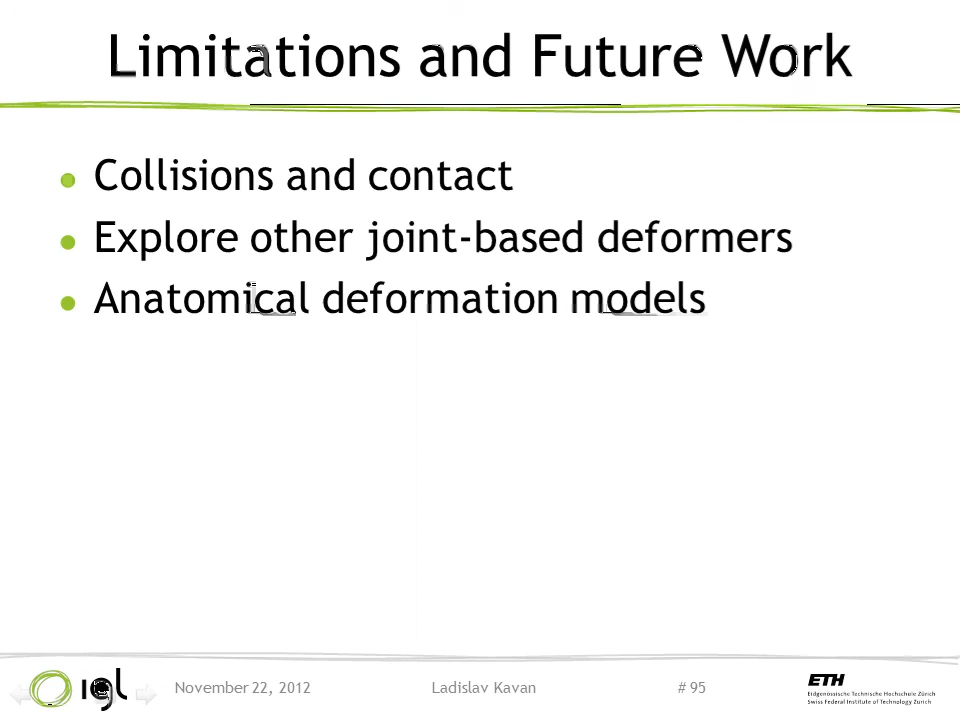 Limitations and Future Work
Collisions and contact
Explore other joint-based deformers
Anatomical deformation models
igl
November 22, 2012
Ladislav Kavan
# 95
ETH
Eidgenössische Technische Hochschule Zürich
Swiss Federal Institute of Technology Zurich